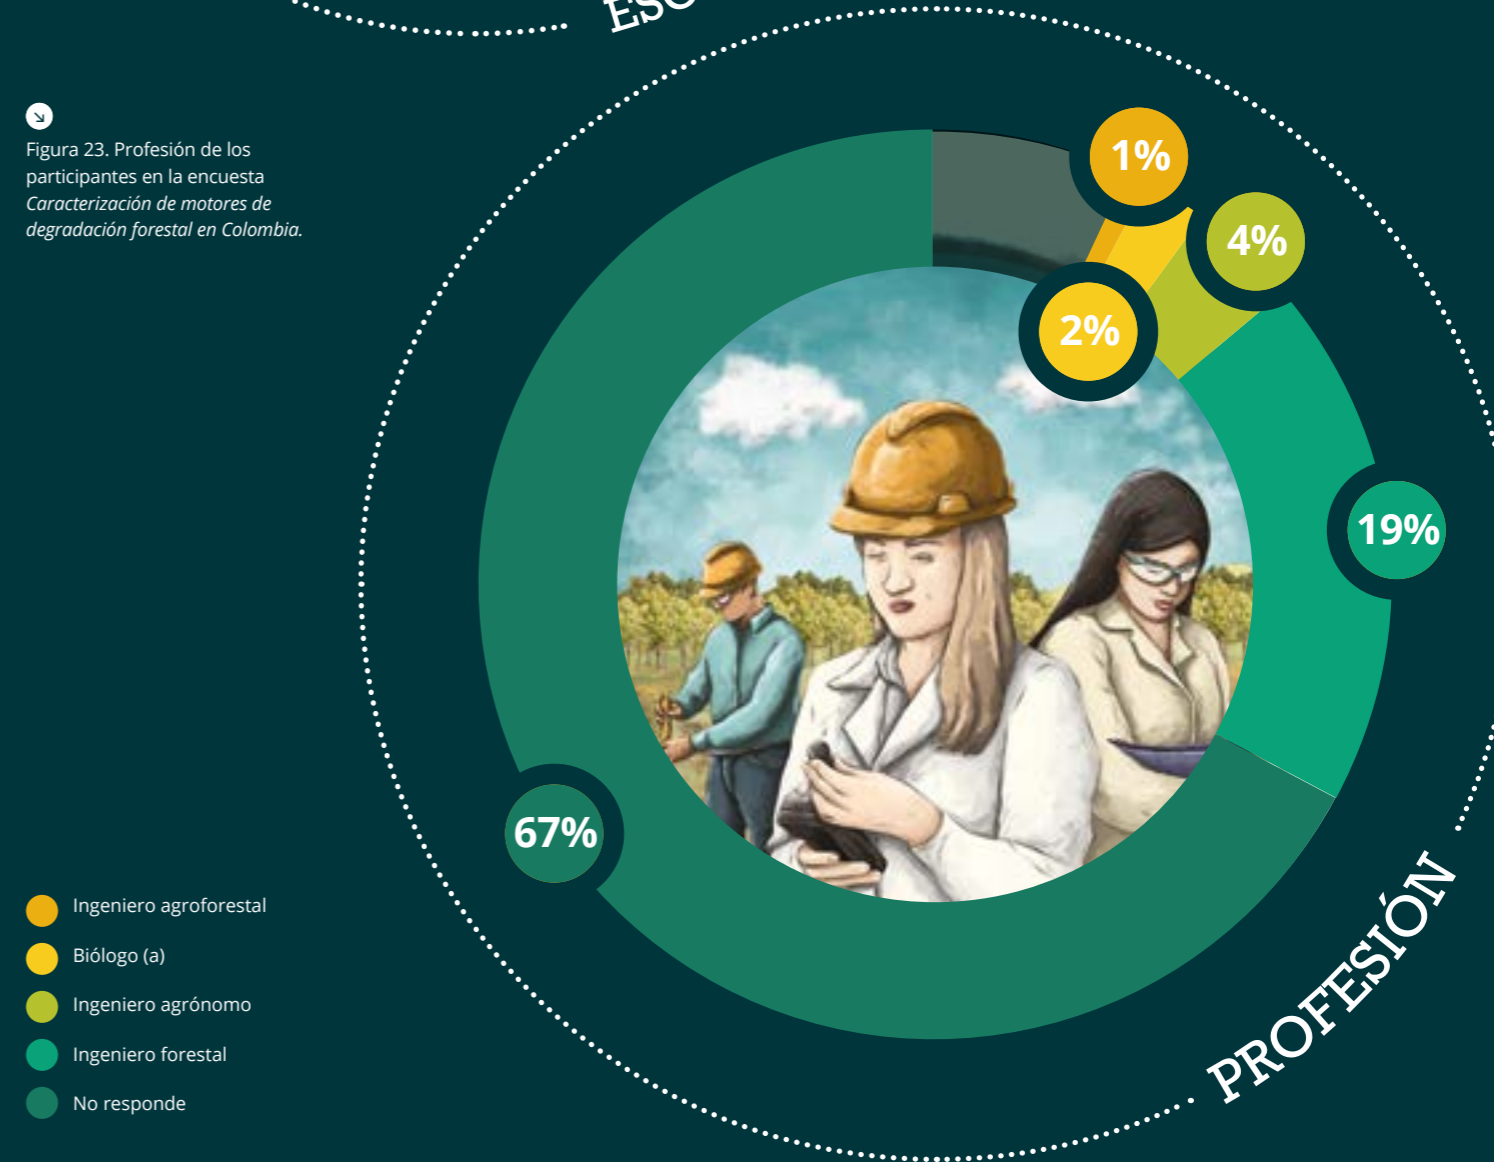 Figura 23. Profesión de los
participantes en la encuesta
Caracterización de motores de
degradación forestal en Colombia.
1%
4%
2%
19%
67%
Ingeniero agroforestal
Biólogo (a)
Ingeniero agrónomo
Ingeniero forestal
No responde
PROFESIÓN